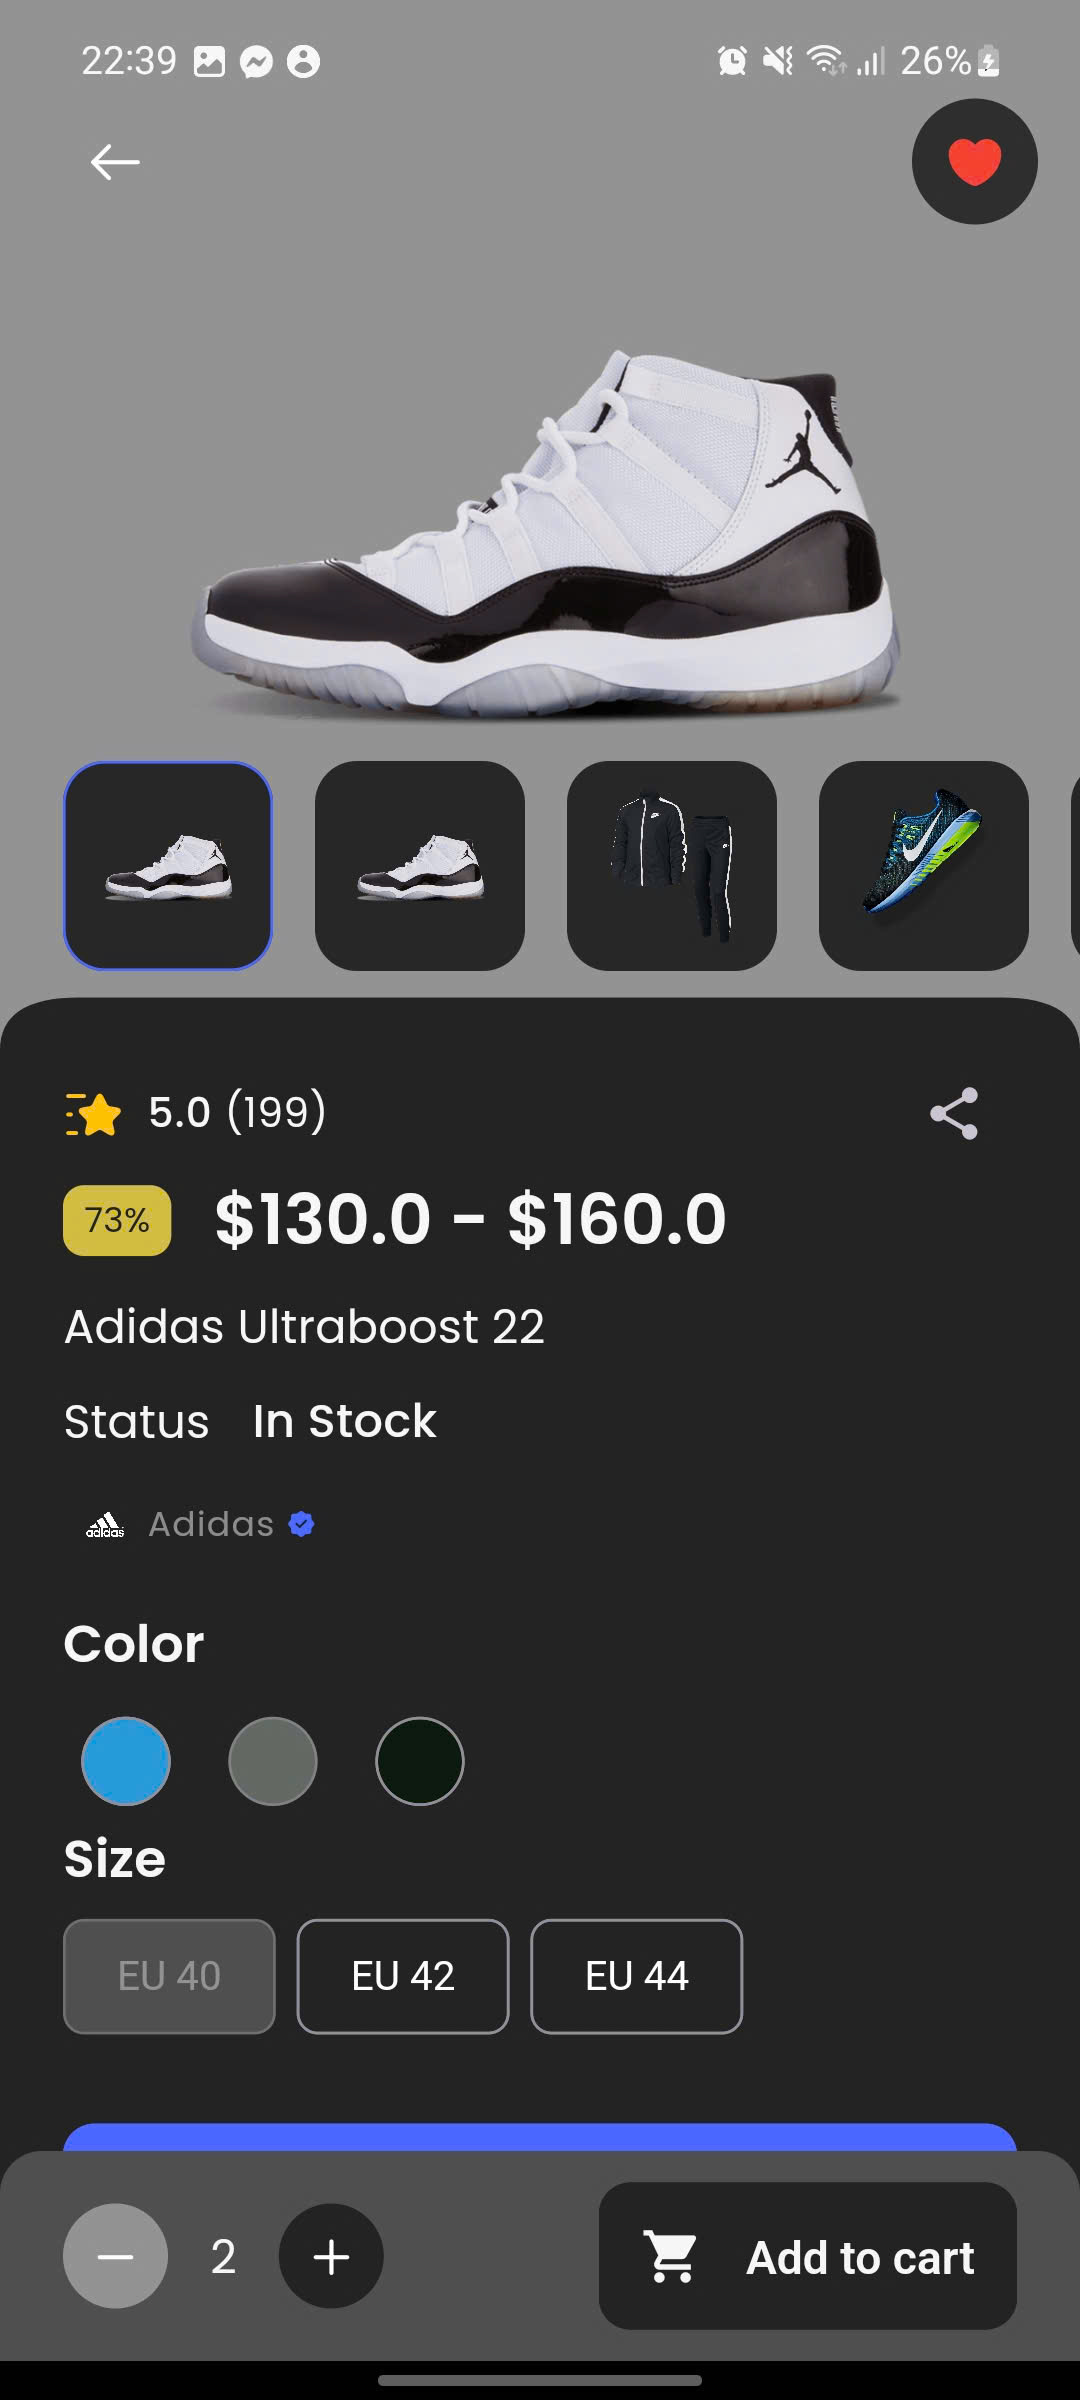 22:39 26%
5.0 (199)
73% $130.0 - $160.0
Adidas Ultraboost 22
Status In Stock
adidas Adidas
Color
Size
EU 40 EU 42 EU 44
2 Add to cart